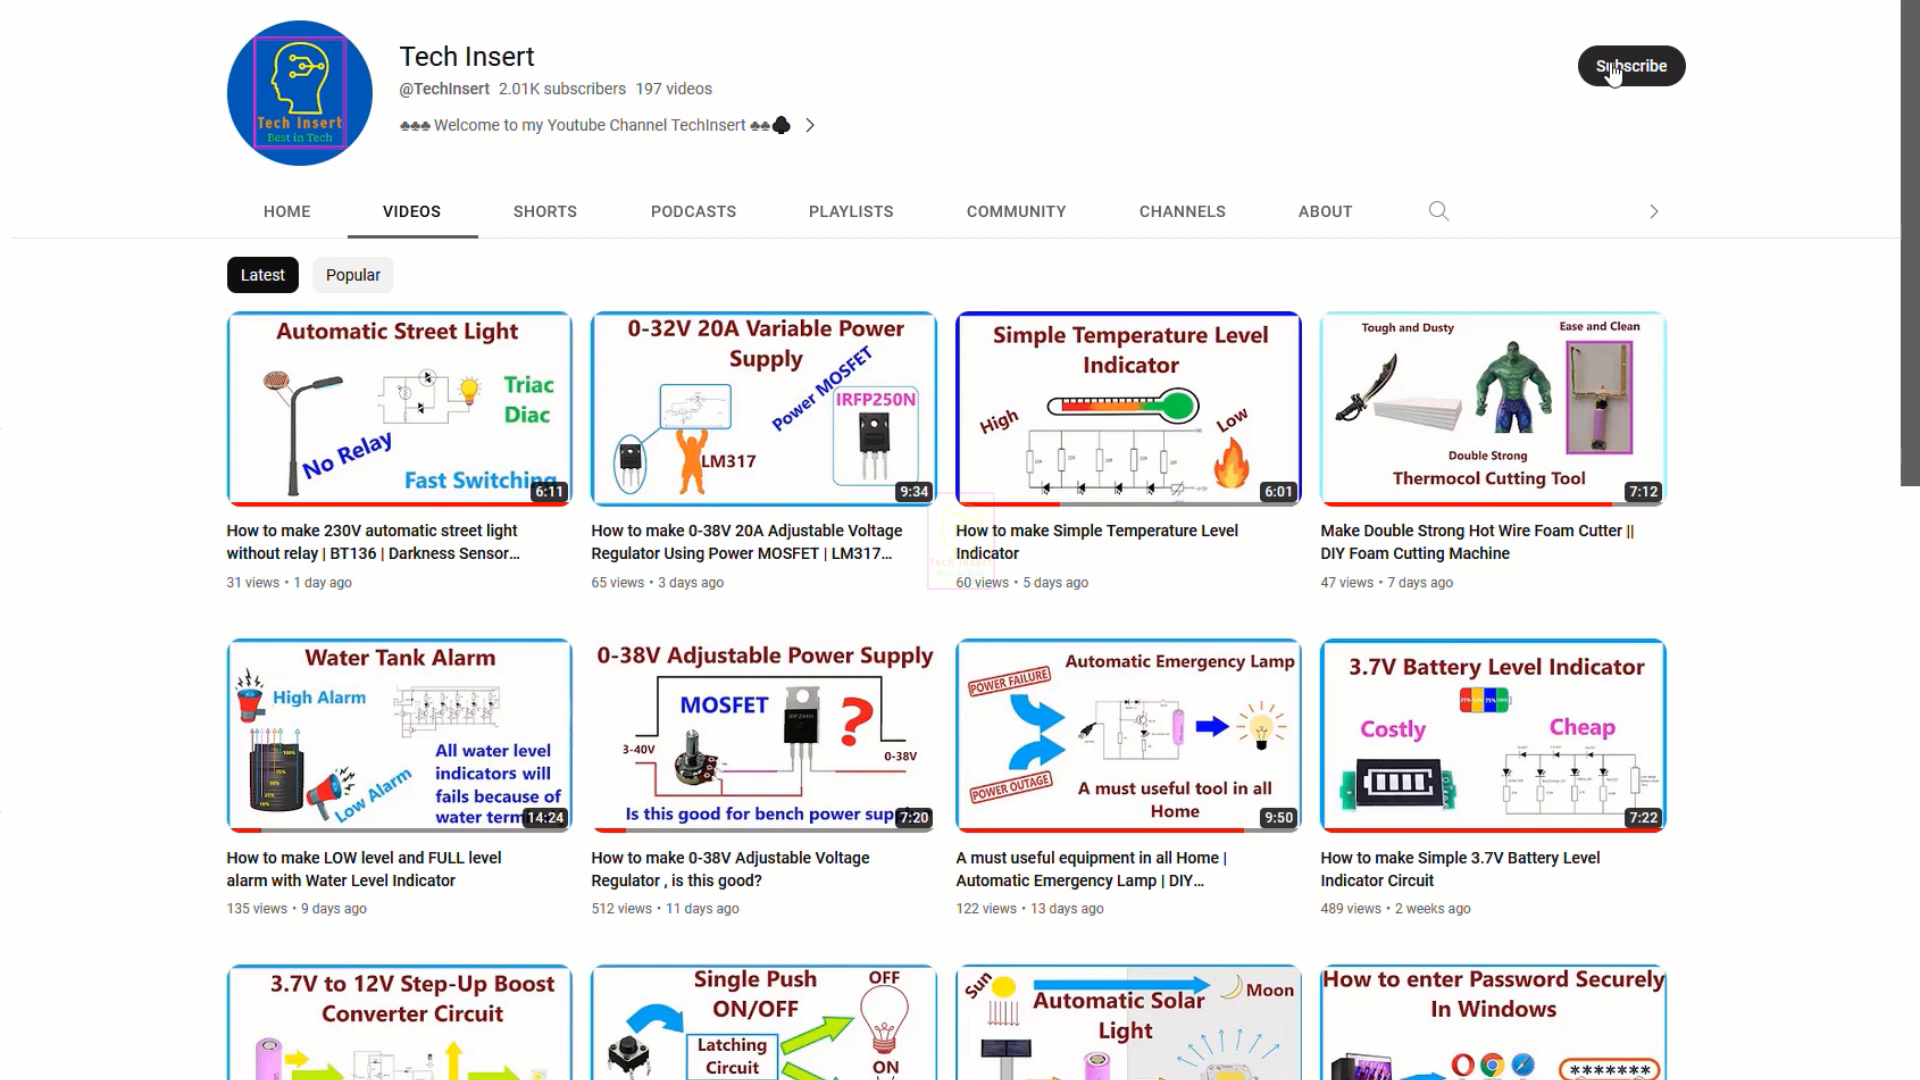 Tech Insert
@TechInsert 2.01K subscribers 197 videos
♣♣♣ Welcome to my Youtube Channel TechInsert ♣♣♣
Subscribe
Tech Insert
Best in Tech
HOME VIDEOS SHORTS PODCASTS PLAYLISTS COMMUNITY CHANNELS ABOUT
Latest Popular
Automatic Street Light
Triac
Diac
No Relay
Fast Switching
6:11
How to make 230V automatic street light
without relay | BT136 | Darkness Sensor...
31 views • 1 day ago
0-32V 20A Variable Power
Supply
Power MOSFET
IRFP250N
LM317
9:34
How to make 0-38V 20A Adjustable Voltage
Regulator Using Power MOSFET | LM317...
65 views • 3 days ago
Simple Temperature Level
Indicator
High
Low
6:01
How to make Simple Temperature Level
Indicator
60 views • 5 days ago
Tough and Dusty
Ease and Clean
Double Strong
Thermocol Cutting Tool
7:12
Make Double Strong Hot Wire Foam Cutter ||
DIY Foam Cutting Machine
47 views • 7 days ago
Water Tank Alarm
High Alarm
Low Alarm
All water level
indicators will
fails because of
water term
14:24
How to make LOW level and FULL level
alarm with Water Level Indicator
135 views • 9 days ago
0-38V Adjustable Power Supply
MOSFET
?
3-40V
0-38V
Is this good for bench power sup
7:20
How to make 0-38V Adjustable Voltage
Regulator , is this good?
512 views • 11 days ago
Automatic Emergency Lamp
POWER FAILURE
POWER OUTAGE
A must useful tool in all
Home
9:50
A must useful equipment in all Home |
Automatic Emergency Lamp | DIY...
122 views • 13 days ago
3.7V Battery Level Indicator
Costly
Cheap
7:22
How to make Simple 3.7V Battery Level
Indicator Circuit
489 views • 2 weeks ago
3.7V to 12V Step-Up Boost
Converter Circuit
Single Push
ON/OFF
OFF
Latching
Circuit
ON
Sun
Moon
Automatic Solar
Light
How to enter Password Securely
In Windows
*******